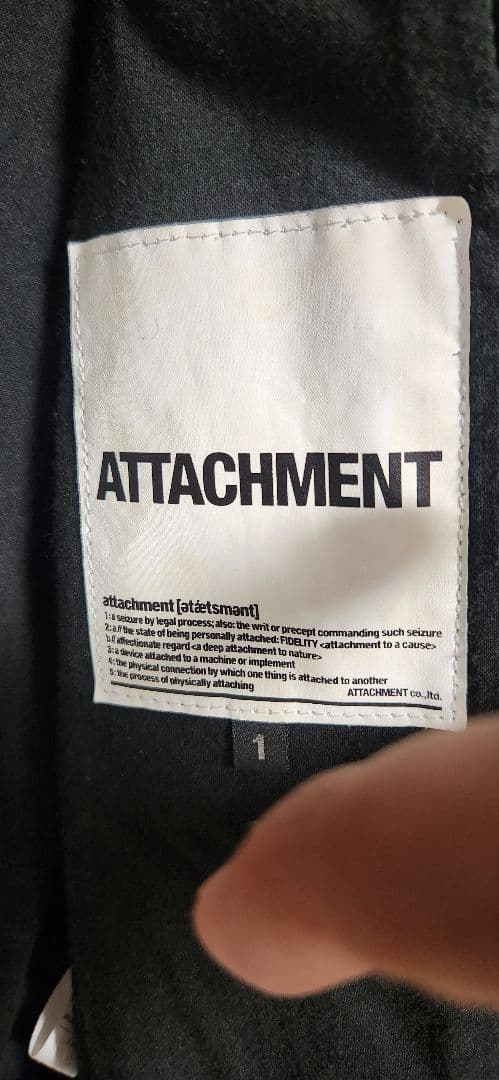 ATTACHMENT
attachment [ətǽtsmənt]
1:a seizure by legal process;also:the writ or precept commanding such seizure
2:a//the state of being personally attached:FIDELITY <attachment to a cause>
b//affectionate regard <a deep attachment to nature>
3:a device attached to a machine or implement
4:the physical connection by which one thing is attached to another
5:the process of physically attaching
ATTACHMENT co.,ltd.
1